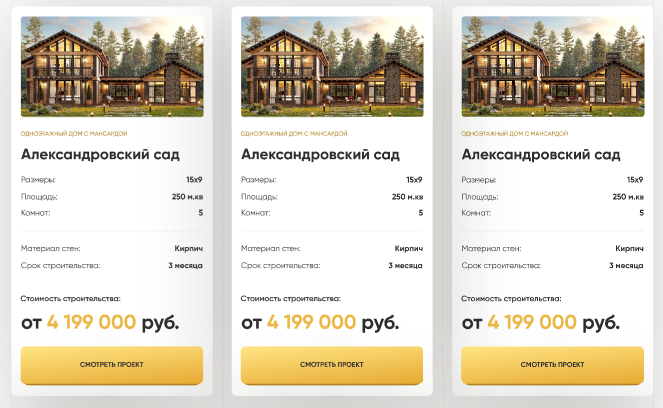 ОДНОЭТАЖНЫЙ ДОМ С МАНСАРДОЙ
Александровский сад
Размеры: 15х9
Площадь: 250 м.кв
Комнат: 5
Материал стен: Кирпич
Срок строительства: 3 месяца
Стоимость строительства:
от 4 199 000 руб.
СМОТРЕТЬ ПРОЕКТ
ОДНОЭТАЖНЫЙ ДОМ С МАНСАРДОЙ
Александровский сад
Размеры: 15х9
Площадь: 250 м.кв
Комнат: 5
Материал стен: Кирпич
Срок строительства: 3 месяца
Стоимость строительства:
от 4 199 000 руб.
СМОТРЕТЬ ПРОЕКТ
ОДНОЭТАЖНЫЙ ДОМ С МАНСАРДОЙ
Александровский сад
Размеры: 15х9
Площадь: 250 м.кв
Комнат: 5
Материал стен: Кирпич
Срок строительства: 3 месяца
Стоимость строительства:
от 4 199 000 руб.
СМОТРЕТЬ ПРОЕКТ